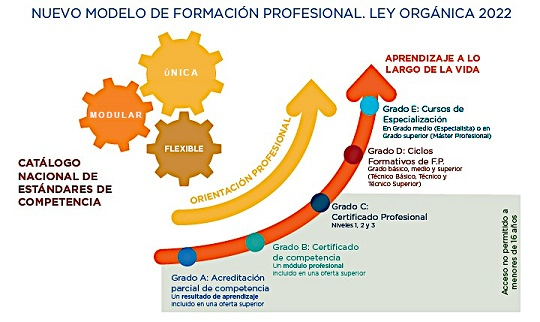 NUEVO MODELO DE FORMACIÓN PROFESIONAL. LEY ORGÁNICA 2022
ÚNICA
MODULAR
FLEXIBLE
CATÁLOGO
NACIONAL DE
ESTÁNDARES DE
COMPETENCIA
ORIENTACIÓN PROFESIONAL
APRENDIZAJE A LO
LARGO DE LA VIDA
Grado E: Cursos de
Especialización
En Grado medio (Especialista) o en
Grado superior (Máster Profesional)
Grado D: Ciclos
Formativos de F.P.
Grado básico, medio y superior
(Técnico Básico, Técnico y
Técnico Superior)
Grado C:
Certificado Profesional
Niveles 1, 2 y 3
Grado B: Certificado
de competencia
Un módulo profesional
incluido en una oferta superior
Grado A: Acreditación
parcial de competencia
Un resultado de aprendizaje
incluido en una oferta superior
Acceso no permitido a
menores de 16 años